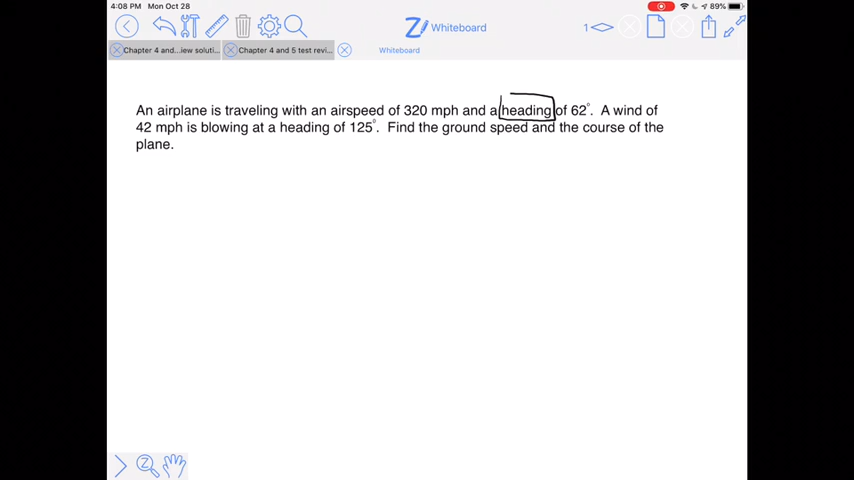 4:08 PM Mon Oct 28
89%
Whiteboard
1
Chapter 4 and...iew soluti...
Chapter 4 and 5 test revi...
Whiteboard
An airplane is traveling with an airspeed of 320 mph and a heading of 62°. A wind of
42 mph is blowing at a heading of 125°. Find the ground speed and the course of the
plane.